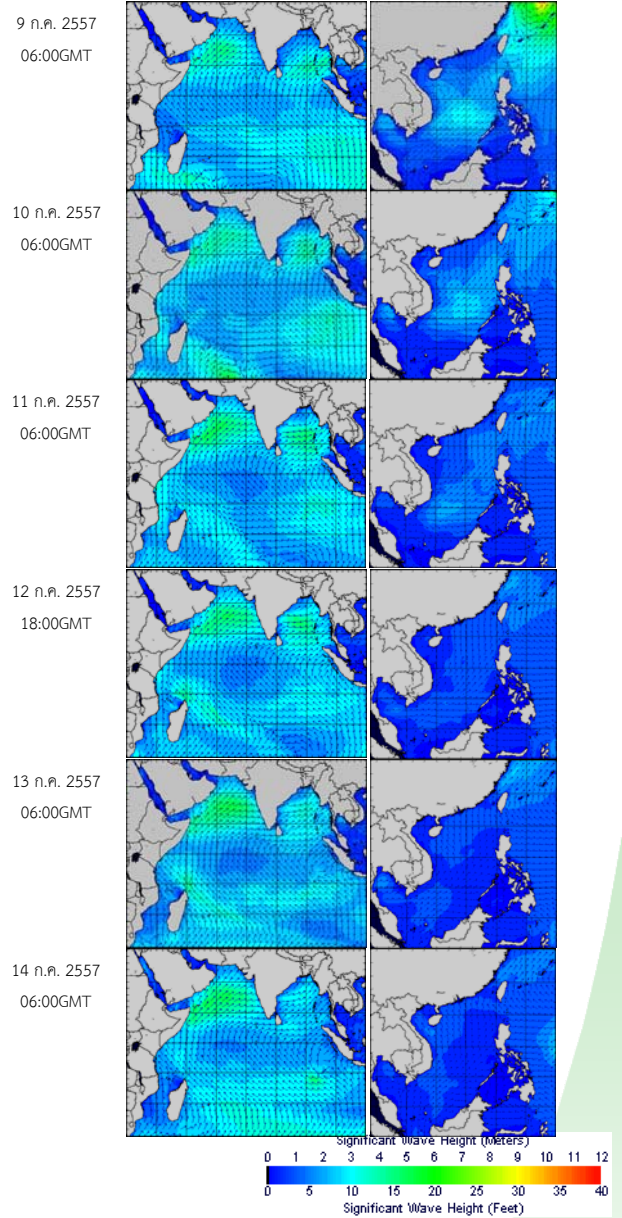 9 ก.ค. 2557
06:00GMT
10 ก.ค. 2557
06:00GMT
11 ก.ค. 2557
06:00GMT
12 ก.ค. 2557
18:00GMT
13 ก.ค. 2557
06:00GMT
14 ก.ค. 2557
06:00GMT
Significant Wave Height (Meters)
0 1 2 3 4 5 6 7 8 9 10 11 12
0 5 10 15 20 25 30 35 40
Significant Wave Height (Feet)